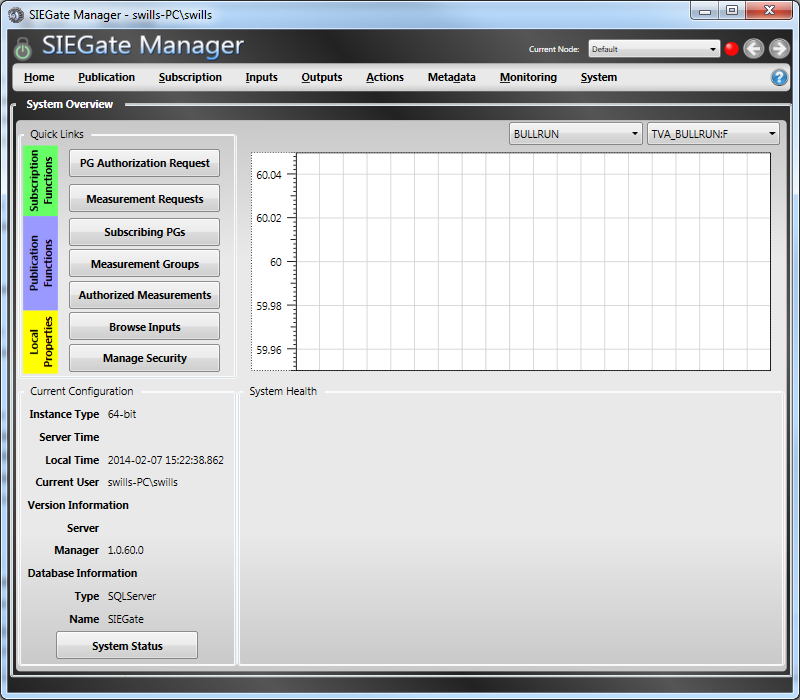 SIEGate Manager - swills-PC\swills
SIEGate Manager
Current Node: Default
Home Publication Subscription Inputs Outputs Actions Metadata Monitoring System
?
System Overview
Quick Links
Subscription
Functions
PG Authorization Request
Measurement Requests
Publication
Functions
Subscribing PGs
Measurement Groups
Authorized Measurements
Local
Properties
Browse Inputs
Manage Security
BULLRUN TVA_BULLRUN:F
60.04
60.02
60
59.98
59.96
Current Configuration
Instance Type 64-bit
Server Time
Local Time 2014-02-07 15:22:38.862
Current User swills-PC\swills
Version Information
Server
Manager 1.0.60.0
Database Information
Type SQLServer
Name SIEGate
System Status
System Health